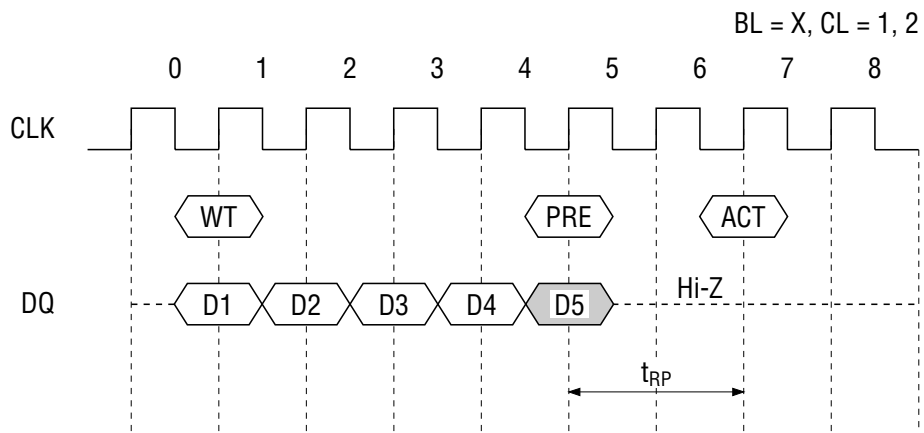 BL = X, CL = 1, 2
0 1 2 3 4 5 6 7 8
CLK
WT PRE ACT
DQ D1 D2 D3 D4 D5 Hi-Z
tRP